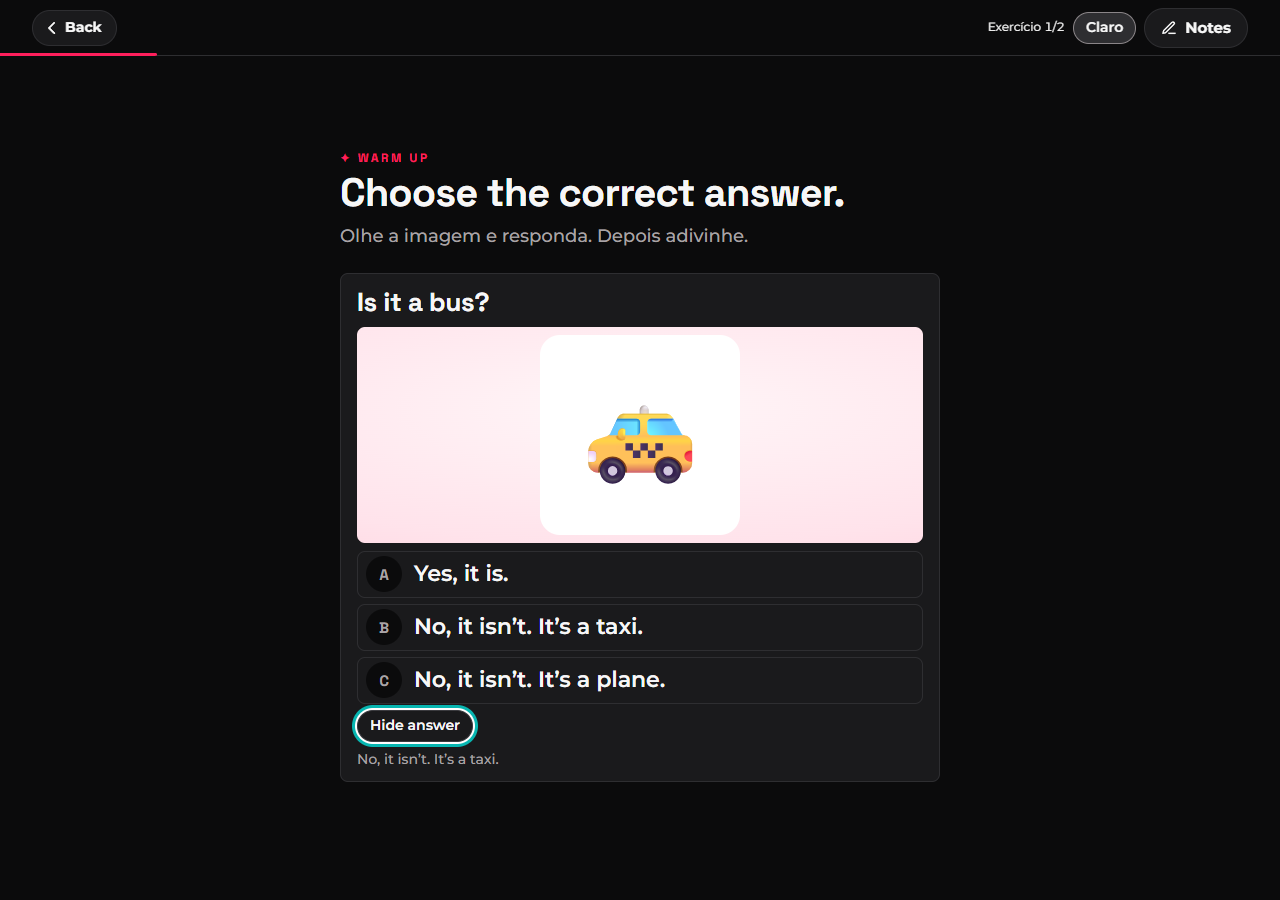 Back
Exercício 1/2
Claro
Notes
✦ WARM UP
Choose the correct answer.
Olhe a imagem e responda. Depois adivinhe.
Is it a bus?
A Yes, it is.
B No, it isn’t. It’s a taxi.
C No, it isn’t. It’s a plane.
Hide answer
No, it isn’t. It’s a taxi.